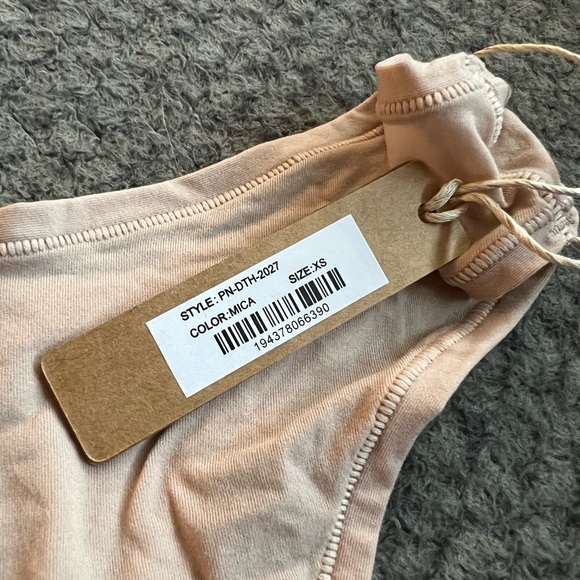 STYLE: PN-DTH-2027
COLOR:MICA SIZE:XS
194378066390